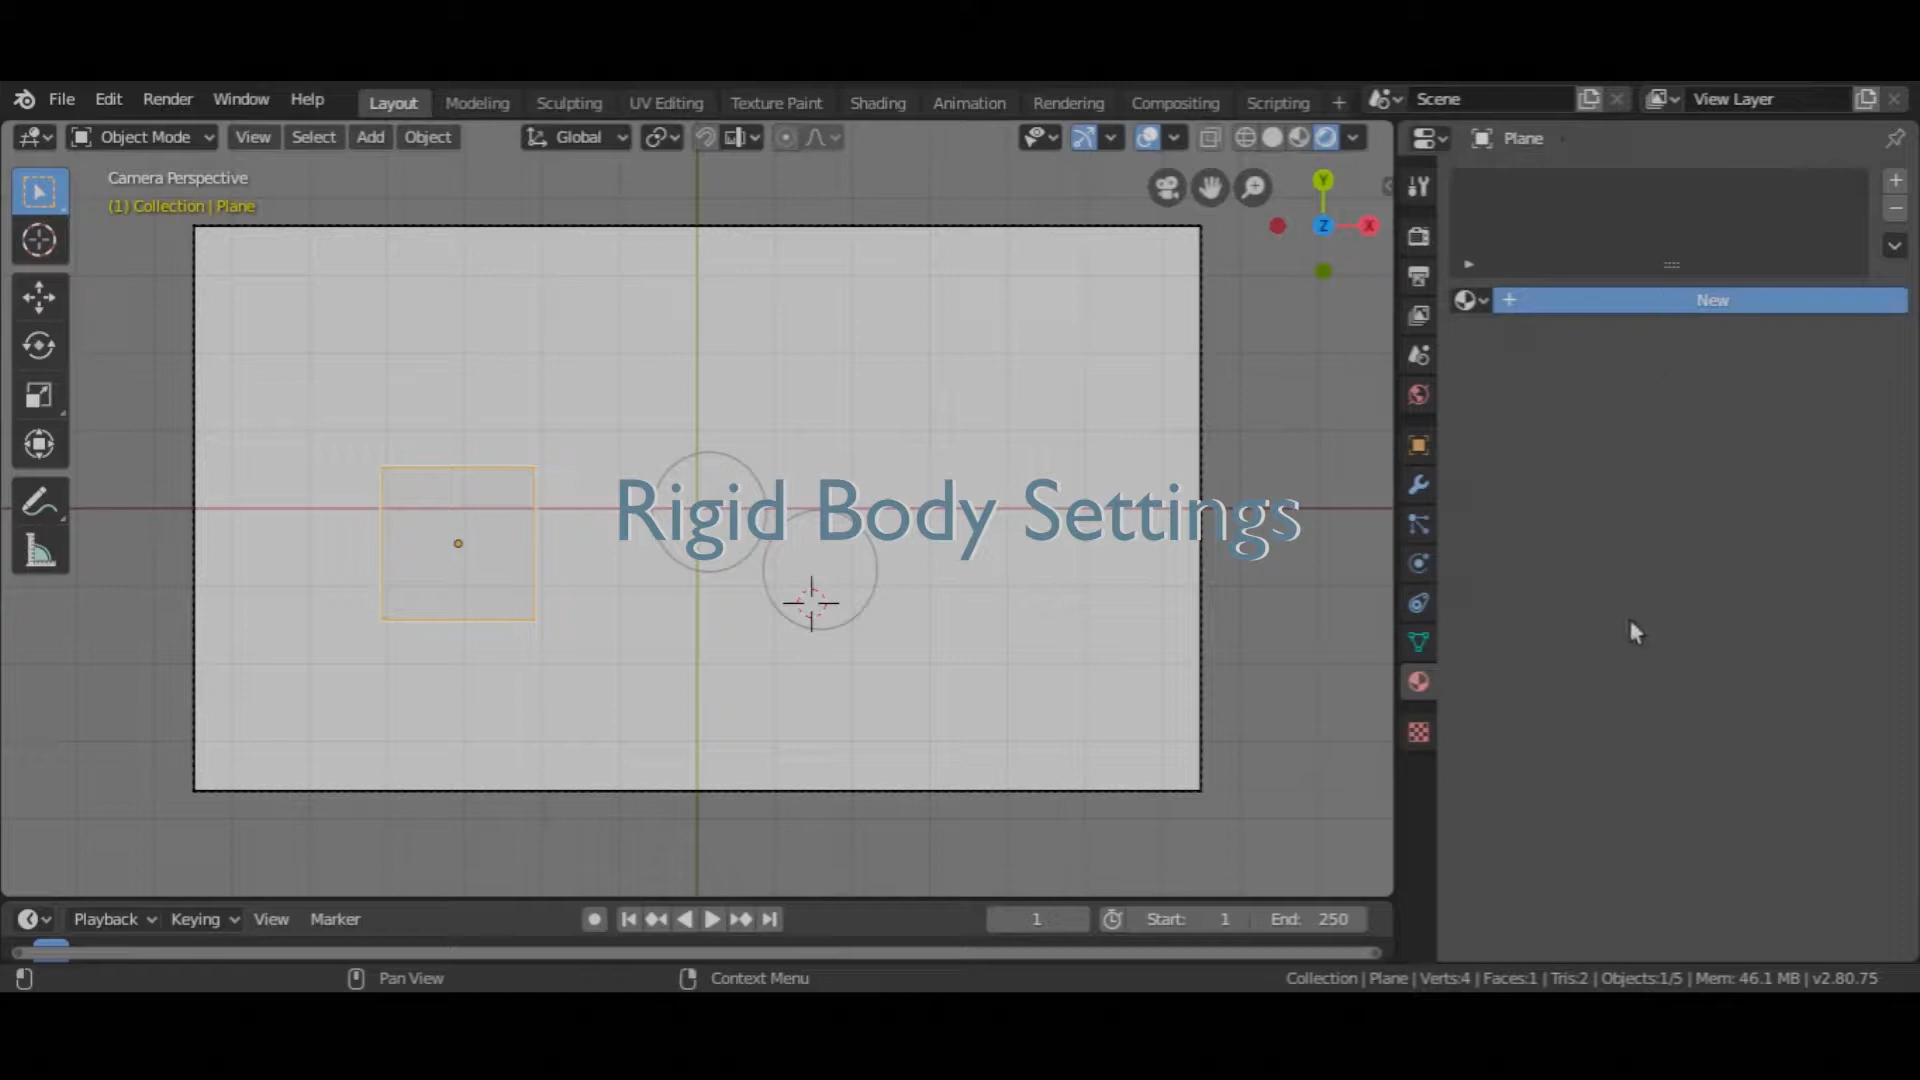 File Edit Render Window Help Layout Modeling Sculpting UV Editing Texture Paint Shading Animation Rendering Compositing Scripting + Scene View Layer
Object Mode View Select Add Object Global Plane
Camera Perspective
(1) Collection | Plane
Y
Z X
+ New
Rigid Body Settings
Playback Keying View Marker 1 Start: 1 End: 250
Pan View Context Menu Collection | Plane | Verts:4 | Faces:1 | Tris:2 | Objects:1/5 | Mem: 46.1 MB | v2.80.75